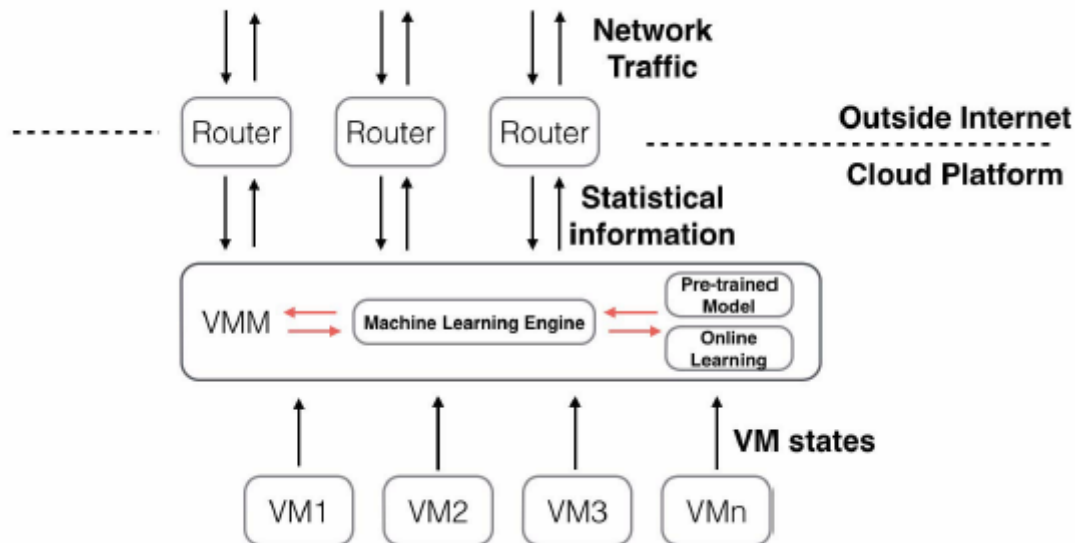 Network
Traffic
Router
Router
Router
Outside Internet
Cloud Platform
Statistical
information
VMM
Machine Learning Engine
Pre-trained
Model
Online
Learning
VM states
VM1
VM2
VM3
VMn